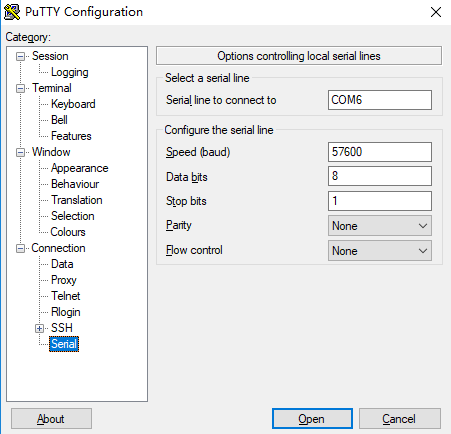 PuTTY Configuration
Category:
Session
Logging
Terminal
Keyboard
Bell
Features
Window
Appearance
Behaviour
Translation
Selection
Colours
Connection
Data
Proxy
Telnet
Rlogin
SSH
Serial
Options controlling local serial lines
Select a serial line
Serial line to connect to COM6
Configure the serial line
Speed (baud) 57600
Data bits 8
Stop bits 1
Parity None
Flow control None
About Open Cancel